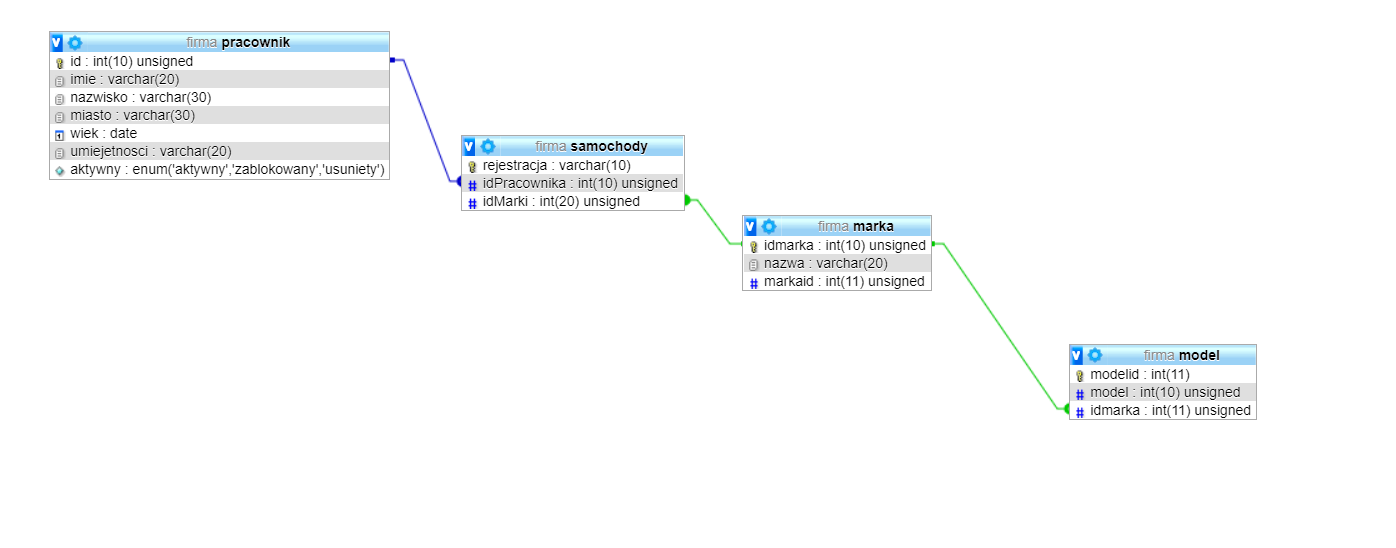 firma pracownik
id : int(10) unsigned
imie : varchar(20)
nazwisko : varchar(30)
miasto : varchar(30)
wiek : date
umiejetnosci : varchar(20)
aktywny : enum('aktywny','zablokowany','usuniety')
firma samochody
rejestracja : varchar(10)
idPracownika : int(10) unsigned
idMarki : int(20) unsigned
firma marka
idmarka : int(10) unsigned
nazwa : varchar(20)
markaid : int(11) unsigned
firma model
modelid : int(11)
model : int(10) unsigned
idmarka : int(11) unsigned